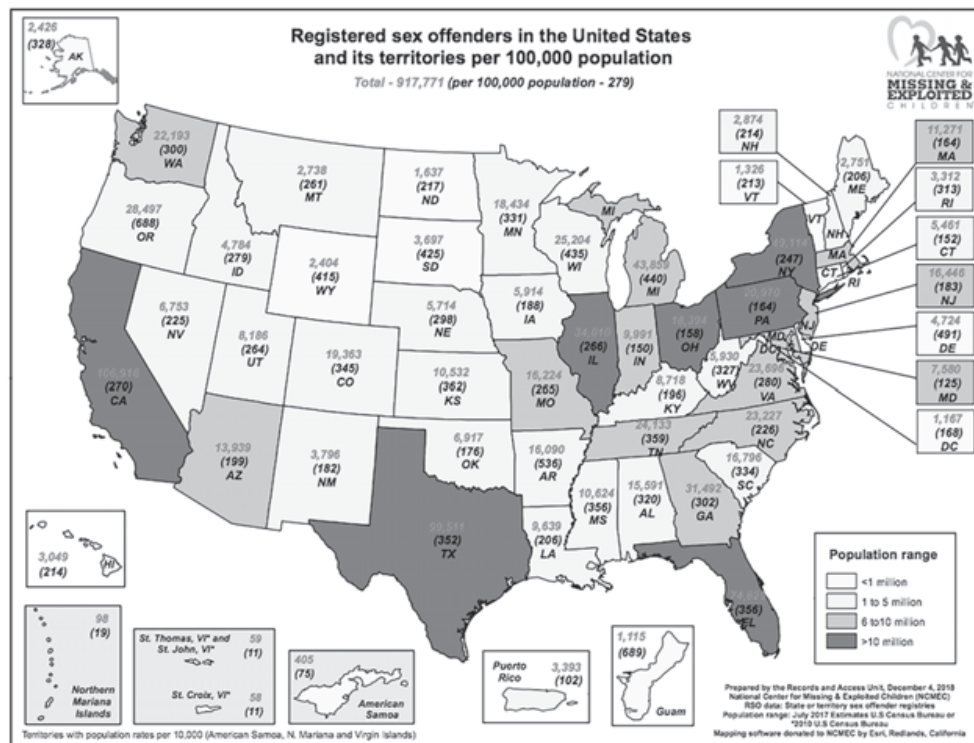 Registered sex offenders in the United States
and its territories per 100,000 population
Total - 917,771 (per 100,000 population - 279)
NATIONAL CENTER FOR
MISSING &
EXPLOITED
CHILDREN
2,426
(328)
AK
22,193
(300)
WA
28,497
(688)
OR
4,784
(279)
ID
2,738
(261)
MT
1,637
(217)
ND
3,697
(425)
SD
2,404
(415)
WY
18,434
(331)
MN
25,204
(435)
WI
MI
43,859
(440)
MI
5,714
(298)
NE
5,914
(188)
IA
6,753
(225)
NV
8,186
(264)
UT
19,363
(345)
CO
10,532
(362)
KS
16,224
(265)
MO
(266)
IL
9,991
(150)
IN
(158)
OH
(270)
CA
13,939
(199)
AZ
3,796
(182)
NM
6,917
(176)
OK
16,090
(536)
AR
(352)
TX
9,639
(206)
LA
10,624
(356)
MS
15,591
(320)
AL
31,492
(302)
GA
(356)
FL
16,796
(334)
SC
23,227
(226)
NC
24,133
(359)
TN
8,718
(196)
KY
5,930
(327)
WV
23,696
(280)
VA
(164)
PA
(247)
NY
2,874
(214)
NH
1,326
(213)
VT
2,751
(206)
ME
VT
NH
MA
CT
RI
NJ
DE
MD
DC
11,271
(164)
MA
3,312
(313)
RI
5,461
(152)
CT
16,446
(183)
NJ
4,724
(491)
DE
7,580
(125)
MD
1,167
(168)
DC
3,049
(214)
HI
98
(19)
Northern
Mariana
Islands
St. Thomas, VI* and
St. John, VI*
59
(11)
St. Croix, VI*
58
(11)
405
(75)
American
Samoa
Puerto
Rico
3,393
(102)
1,115
(689)
Guam
Population range
<1 million
1 to 5 million
6 to10 million
>10 million
Territories with population rates per 10,000 (American Samoa, N. Mariana and Virgin Islands)
Prepared by the Records and Access Unit, December 4, 2018
National Center for Missing & Exploited Children (NCMEC)
RSO data: State or territory sex offender registries
Population range: July 2017 Estimates U.S Census Bureau or
*2010 U.S Census Bureau
Mapping software donated to NCMEC by Esri, Redlands, California